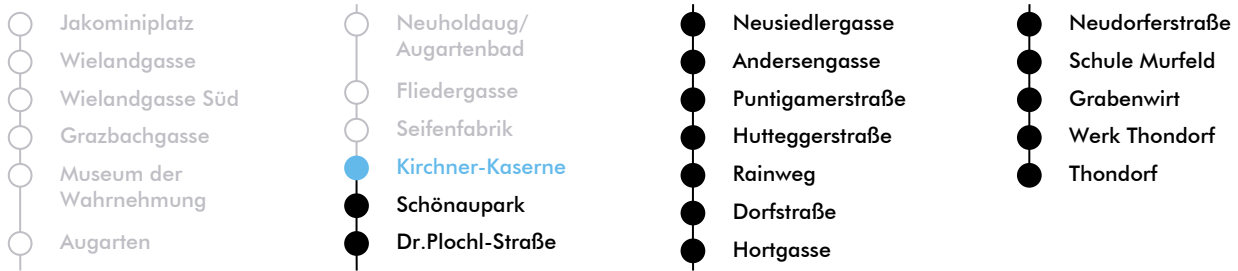 Jakominiplatz
Wielandgasse
Wielandgasse Süd
Grazbachgasse
Museum der
Wahrnehmung
Augarten
Neuholdaug/
Augartenbad
Fliedergasse
Seifenfabrik
Kirchner-Kaserne
Schönaupark
Dr.Plochl-Straße
Neusiedlergasse
Andersengasse
Puntigamerstraße
Hutteggerstraße
Rainweg
Dorfstraße
Hortgasse
Neudorferstraße
Schule Murfeld
Grabenwirt
Werk Thondorf
Thondorf